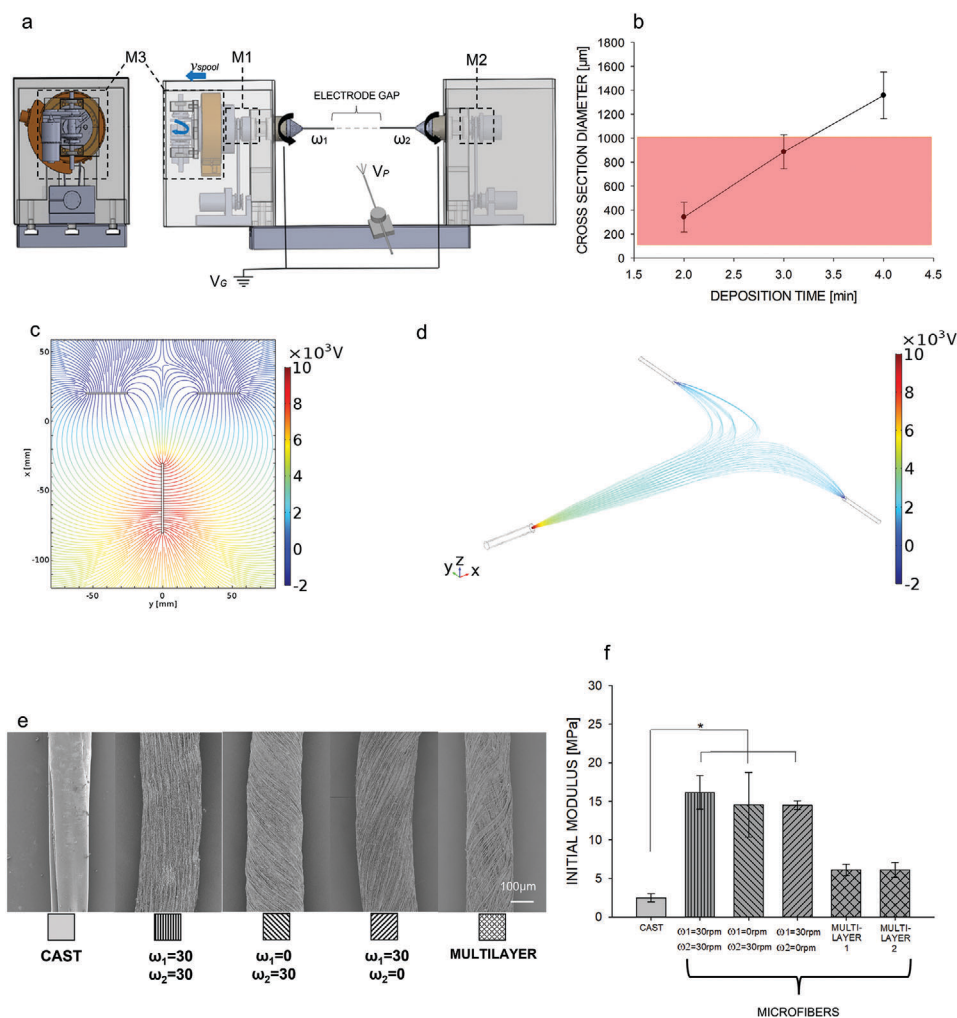 a
M3
vspool
M1
M2
ELECTRODE GAP
ω1
ω2
VP
VG
b
CROSS SECTION DIAMETER [µm]
1800
1600
1400
1200
1000
800
600
400
200
0
1.5 2.0 2.5 3.0 3.5 4.0 4.5
DEPOSITION TIME [min]
c
×10³V
10
8
6
4
2
0
-2
x [mm]
50
0
-50
-100
-50 0 50
y [mm]
d
×10³V
10
8
6
4
2
0
-2
y z x
e
100µm
CAST
ω1=30
ω2=30
ω1=0
ω2=30
ω1=30
ω2=0
MULTILAYER
f
INITIAL MODULUS [MPa]
30
25
20
15
10
5
0
*
CAST
ω1=30rpm
ω2=30rpm
ω1=0rpm
ω2=30rpm
ω1=30rpm
ω2=0rpm
MULTI-
LAYER
1
MULTI-
LAYER
2
MICROFIBERS